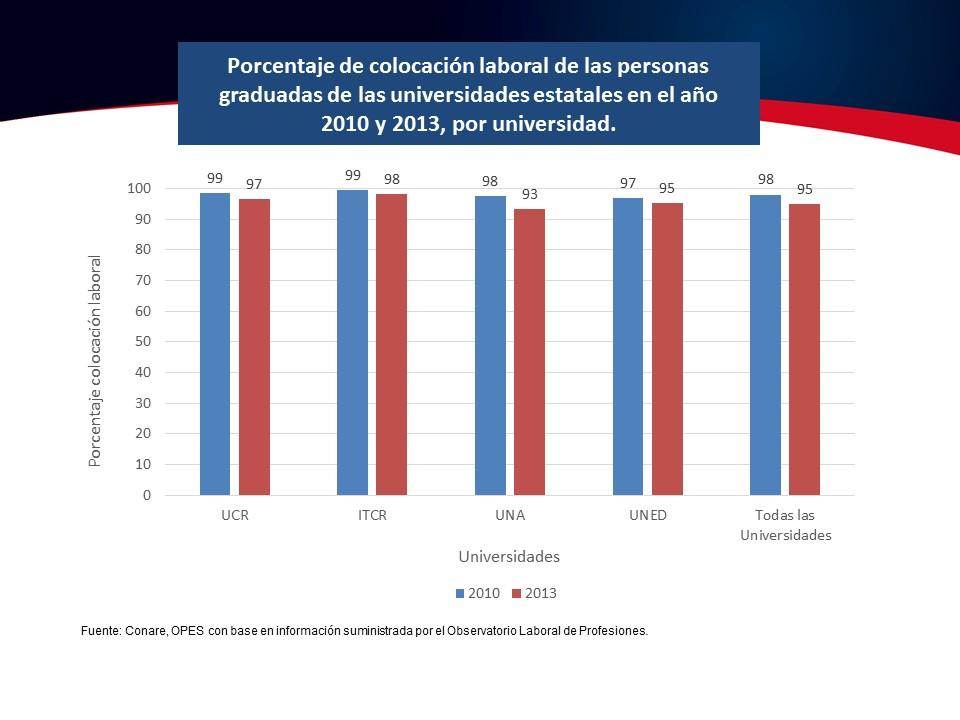 Porcentaje de colocación laboral de las personas
graduadas de las universidades estatales en el año
2010 y 2013, por universidad.
Porcentaje colocación laboral
100
90
80
70
60
50
40
30
20
10
0
99
97
99
98
98
93
97
95
98
95
UCR
ITCR
UNA
UNED
Todas las
Universidades
Universidades
2010
2013
Fuente: Conare, OPES con base en información suministrada por el Observatorio Laboral de Profesiones.